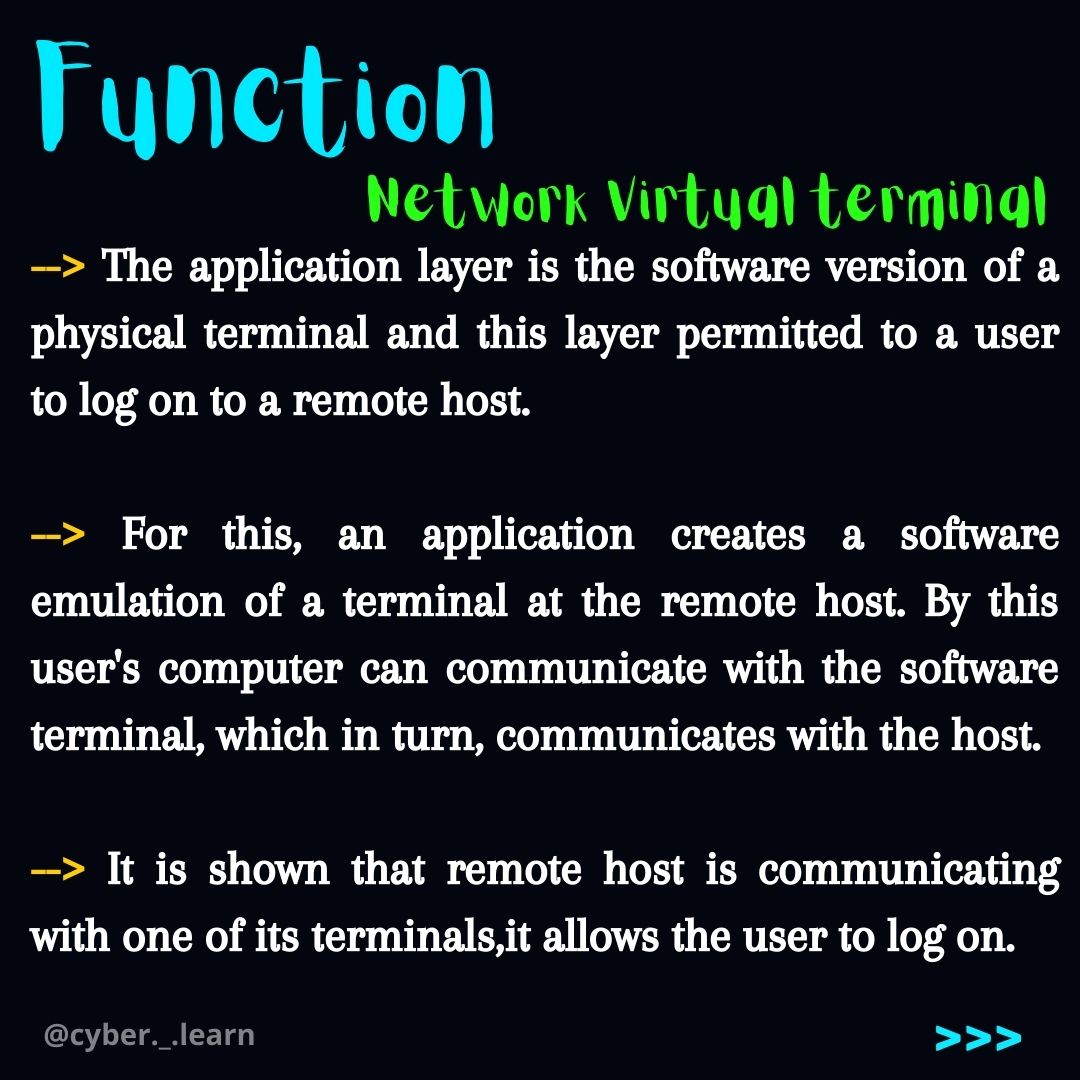 Function
Network Virtual terminal
--> The application layer is the software version of a
physical terminal and this layer permitted to a user
to log on to a remote host.
--> For this, an application creates a software
emulation of a terminal at the remote host. By this
user's computer can communicate with the software
terminal, which in turn, communicates with the host.
--> It is shown that remote host is communicating
with one of its terminals,it allows the user to log on.
@cyber._.learn
>>>